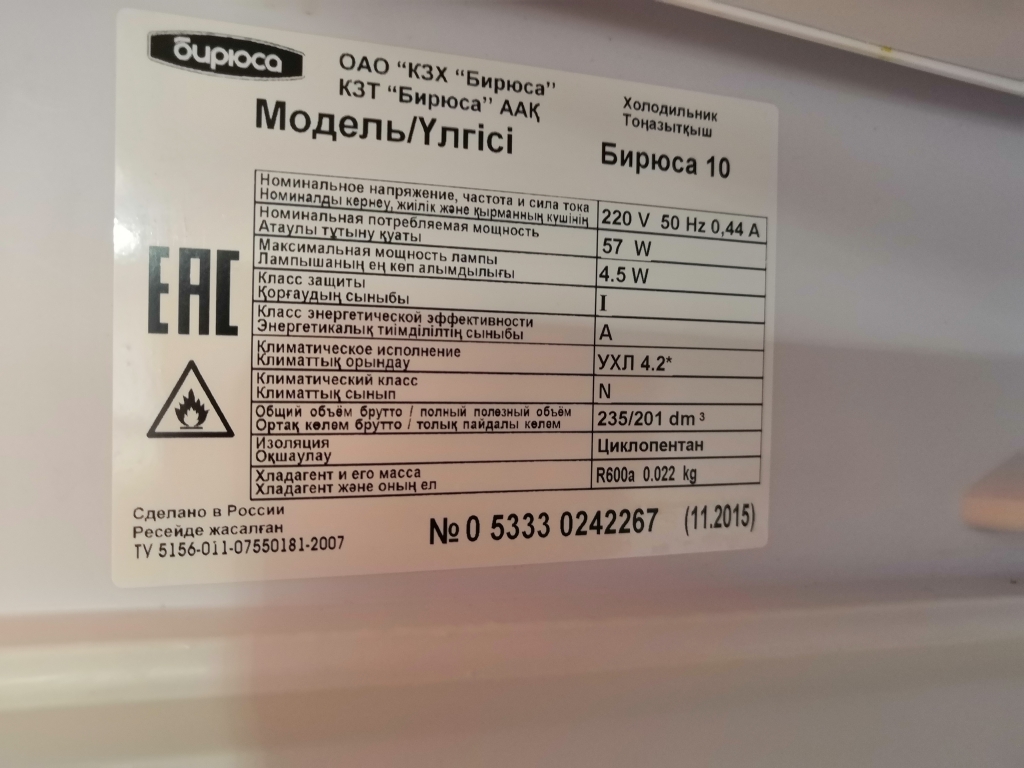 бирюса
ОАО "КЗХ "Бирюса"
КЗТ "Бирюса" ААҚ
Холодильник
Тоңазытқыш
Модель/Үлгісі
Бирюса 10
Номинальное напряжение, частота и сила тока
Номиналды кернеу, жиілік және қырманның күшінің
220 V 50 Hz 0,44 A
Номинальная потребляемая мощность
Атаулы тұтыну қуаты
57 W
Максимальная мощность лампы
Лампышаның ең көп алымдылығы
4.5 W
Класс защиты
Қорғаудың сыныбы
I
Класс энергетической эффективности
Энергетикалық тиімділілтің сыныбы
A
Климатическое исполнение
Климаттық орындау
УХЛ 4.2*
Климатический класс
Климаттық сынып
N
Общий объём брутто / полный полезный объём
Ортақ көлем брутто / толық пайдалы көлем
235/201 dm³
Изоляция
Оқшаулау
Циклопентан
Хладагент и его масса
Хладагент және оның ел
R600a 0.022 kg
EAC
Сделано в России
Ресейде жасалған
ТУ 5156-011-07550181-2007
№ 0 5333 0242267 (11.2015)